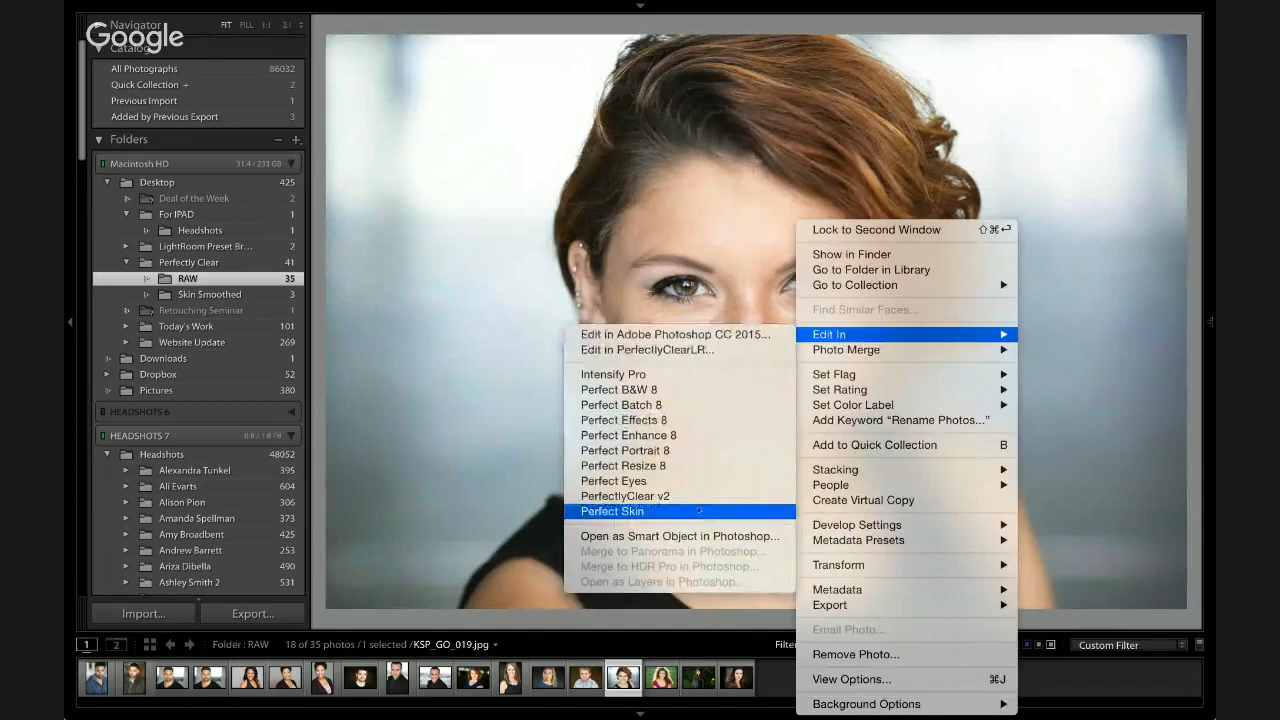 Navigator FIT FILL 1:1 2:1
Google
Catalog
All Photographs 86032
Quick Collection + 2
Previous Import 1
Added by Previous Export 3
Folders
Macintosh HD 31.4 / 233 GB
Desktop 425
Deal of the Week 2
For IPAD 1
Headshots 1
LightRoom Preset Br... 2
Perfectly Clear 41
RAW 35
Skin Smoothed 3
Retouching Seminar 1
Today's Work 101
Website Update 269
Downloads 5
Dropbox 52
Pictures 380
HEADSHOTS 6
HEADSHOTS 7 0.8 / 1.8 TB
Headshots 48052
Alexandra Tunkel 395
Ali Evarts 604
Alison Pion 306
Amanda Spellman 373
Amy Broadbent 425
Andrew Barrett 253
Ariza Dibella 490
Ashley Smith 2 531
Import... Export...
Edit in Adobe Photoshop CC 2015...
Edit in PerfectlyClearLR...
Intensify Pro
Perfect B&W 8
Perfect Batch 8
Perfect Effects 8
Perfect Enhance 8
Perfect Portrait 8
Perfect Resize 8
Perfect Eyes
PerfectlyClear v2
Perfect Skin
Open as Smart Object in Photoshop...
Merge to Panorama in Photoshop...
Merge to HDR Pro in Photoshop...
Open as Layers in Photoshop...
Lock to Second Window ⇧⌘↩
Show in Finder
Go to Folder in Library
Go to Collection
Find Similar Faces...
Edit In
Photo Merge
Set Flag
Set Rating
Set Color Label
Add Keyword “Rename Photos...”
Add to Quick Collection B
Stacking
People
Create Virtual Copy
Develop Settings
Metadata Presets
Transform
Metadata
Export
Email Photo...
Remove Photo...
View Options... ⌘J
Background Options
1 2 Folder : RAW 18 of 35 photos / 1 selected / KSP_GO_019.jpg Filter Custom Filter